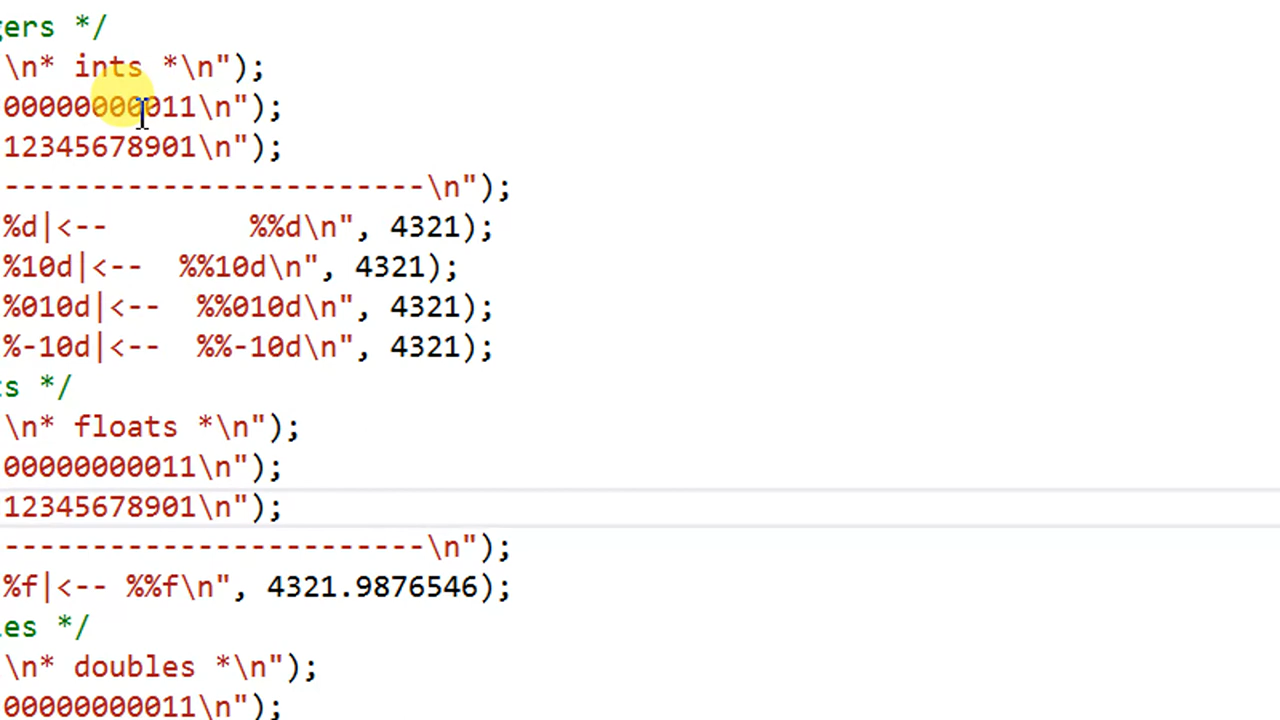 gers */
\n* ints *\n");
00000000011\n");
12345678901\n");
------------------------\n");
%d|<--        %%d\n", 4321);
%10d|<--  %%10d\n", 4321);
%010d|<--  %%010d\n", 4321);
%-10d|<--  %%-10d\n", 4321);
ts */
\n* floats *\n");
00000000011\n");
12345678901\n");
------------------------\n");
%f|<-- %%f\n", 4321.9876546);
les */
\n* doubles *\n");
00000000011\n");